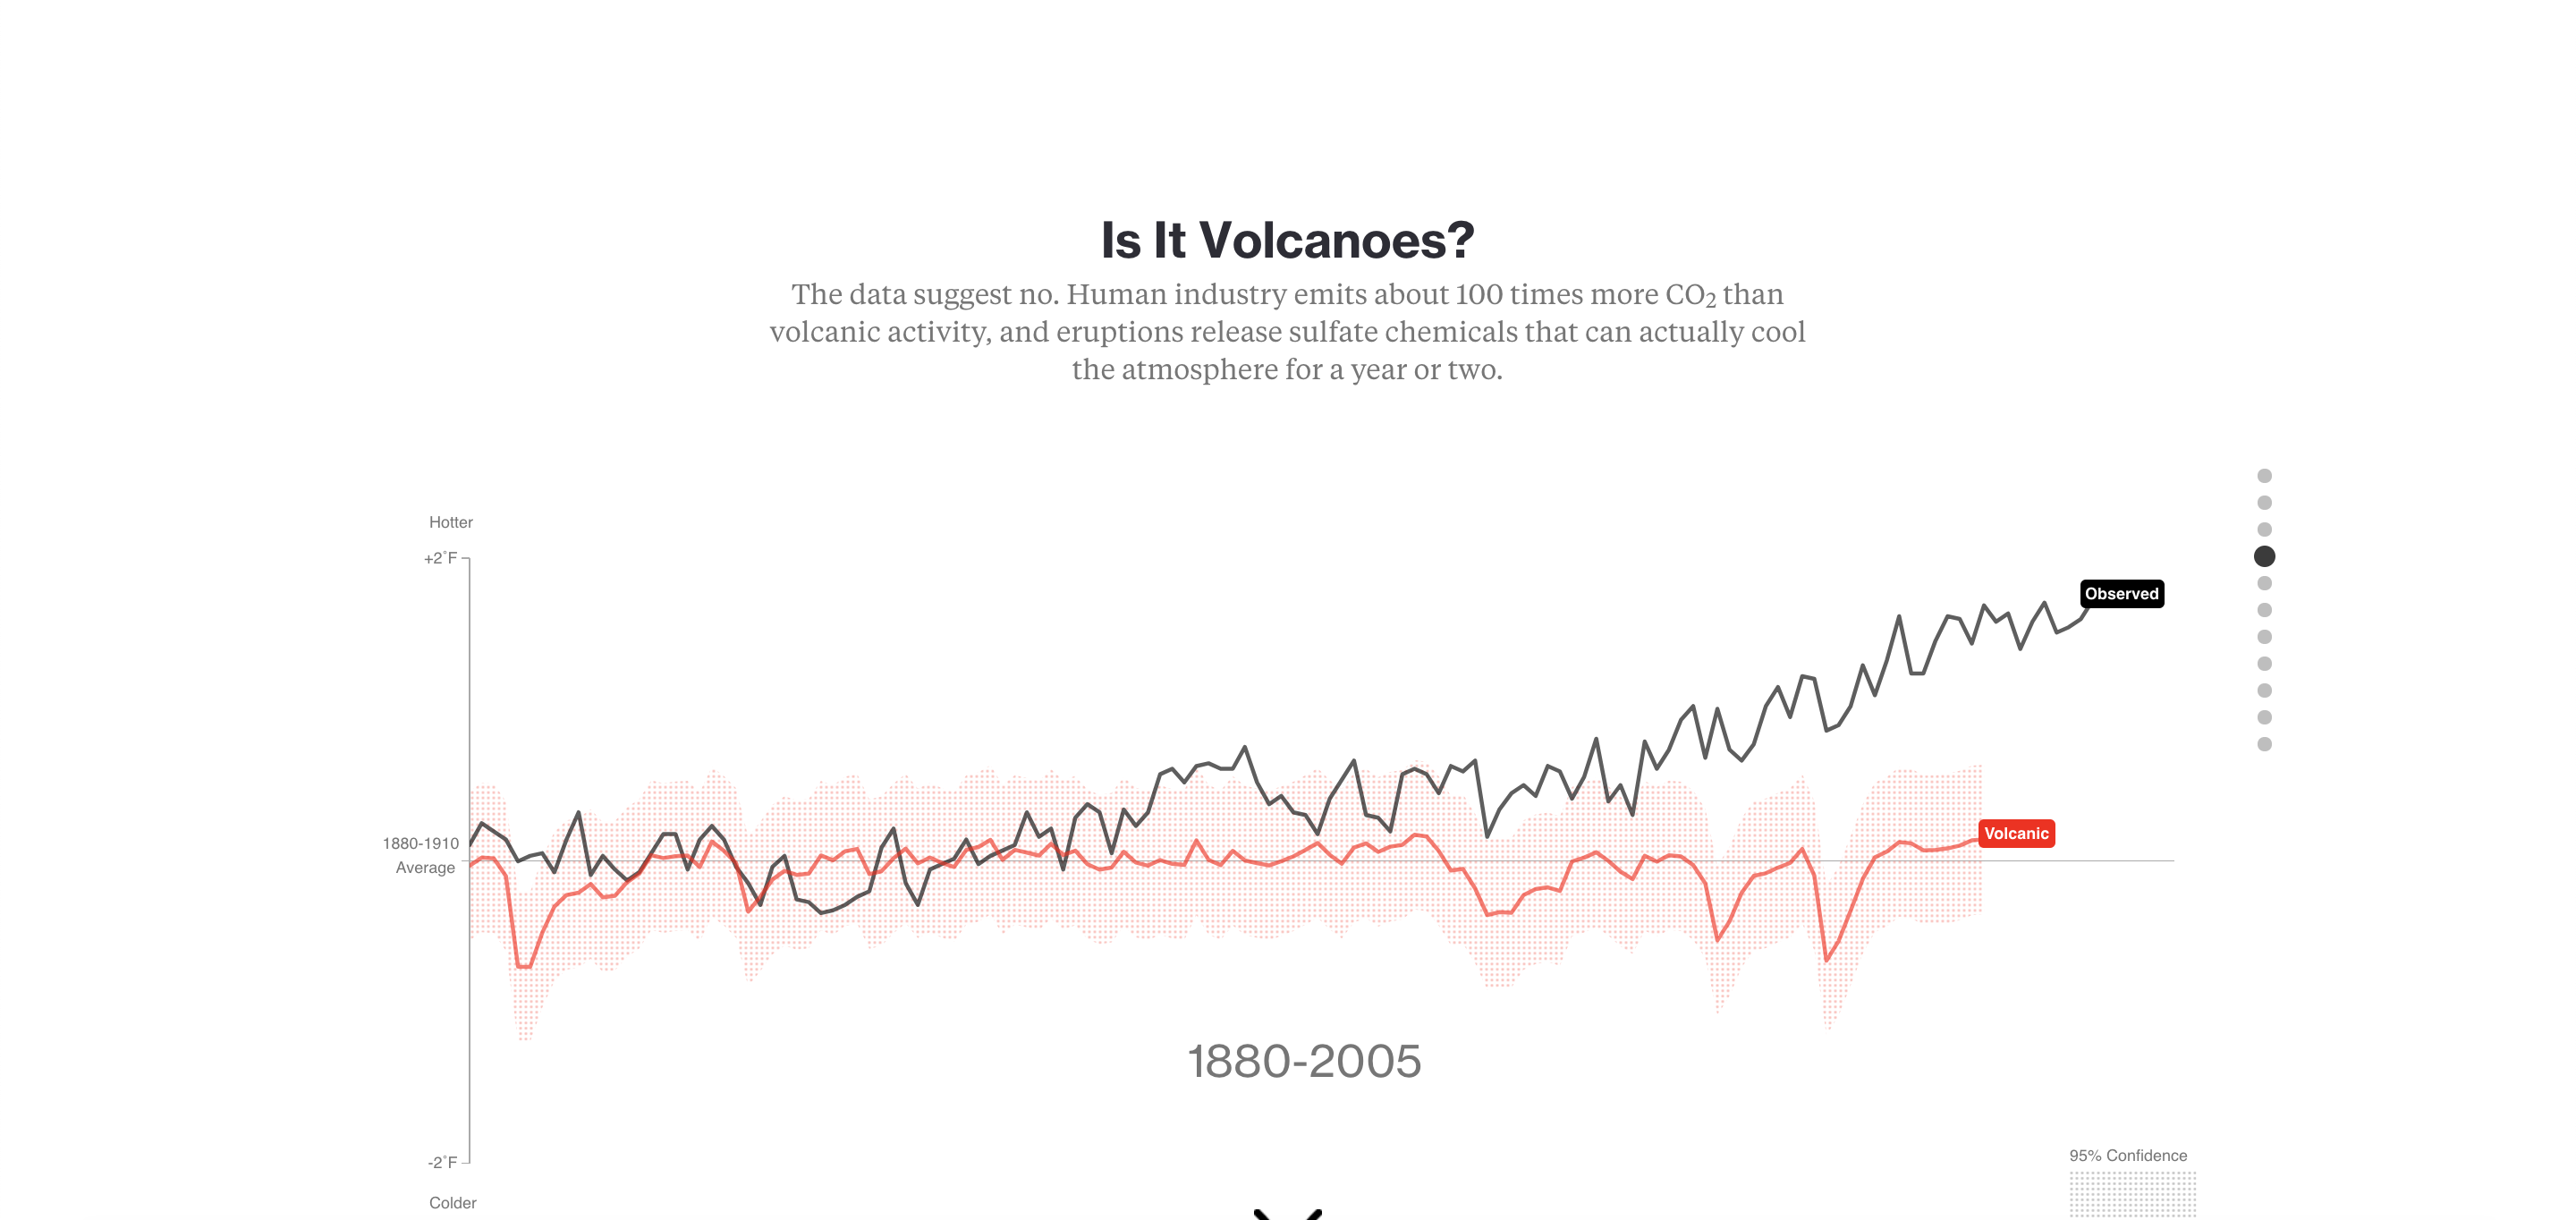 Is It Volcanoes?
The data suggest no. Human industry emits about 100 times more CO₂ than
volcanic activity, and eruptions release sulfate chemicals that can actually cool
the atmosphere for a year or two.
Hotter
+2°F
Observed
1880-1910
Average
Volcanic
1880-2005
-2°F
Colder
95% Confidence